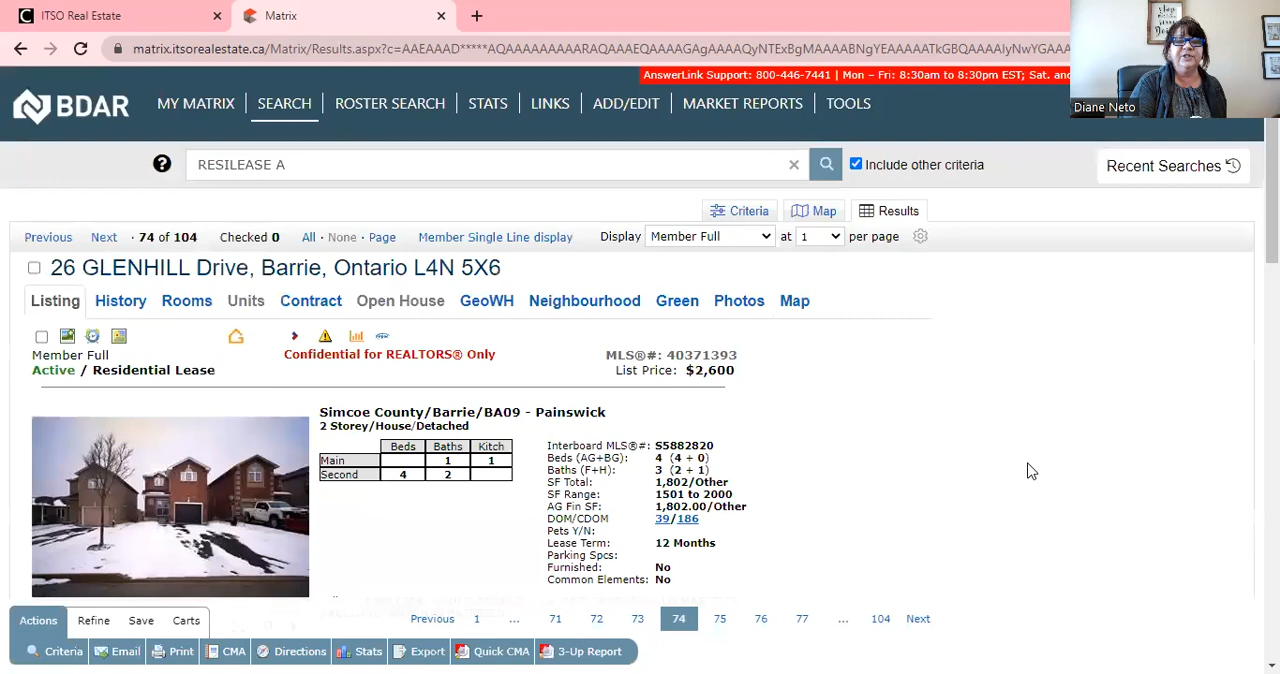 ITSO Real Estate
Matrix
matrix.itsorealestate.ca/Matrix/Results.aspx?c=AAEAAAD*****AQAAAAAAAAARAQAAAEQAAAAGAgAAAAQyNTExBgMAAAABNgYEAAAAATkGBQAAAAIyNwYGAAA
AnswerLink Support: 800-446-7441 | Mon – Fri: 8:30am to 8:30pm EST; Sat, and
Diane Neto
BDAR
MY MATRIX
SEARCH
ROSTER SEARCH
STATS
LINKS
ADD/EDIT
MARKET REPORTS
TOOLS
RESILEASE A
Include other criteria
Recent Searches
Criteria
Map
Results
Previous Next · 74 of 104 Checked 0 All · None · Page Member Single Line display Display Member Full at 1 per page
26 GLENHILL Drive, Barrie, Ontario L4N 5X6
Listing History Rooms Units Contract Open House GeoWH Neighbourhood Green Photos Map
Member Full
Confidential for REALTORS® Only
MLS®#: 40371393
Active / Residential Lease
List Price: $2,600
Simcoe County/Barrie/BA09 - Painswick
2 Storey/House/Detached
Beds Baths Kitch
Main 1 1
Second 4 2
Interboard MLS®#: S5882820
Beds (AG+BG): 4 (4 + 0)
Baths (F+H): 3 (2 + 1)
SF Total: 1,802/Other
SF Range: 1501 to 2000
AG Fin SF: 1,802.00/Other
DOM/CDOM 39/186
Pets Y/N:
Lease Term: 12 Months
Parking Spcs:
Furnished: No
Common Elements: No
Actions Refine Save Carts
Previous 1 ... 71 72 73 74 75 76 77 ... 104 Next
Criteria Email Print CMA Directions Stats Export Quick CMA 3-Up Report